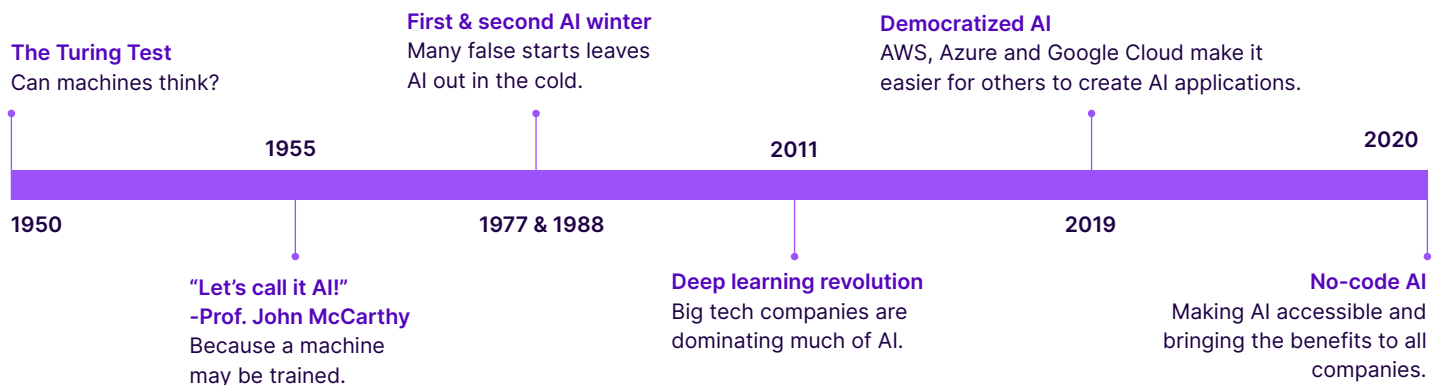 The Turing Test
Can machines think?
1950
1955
“Let’s call it AI!”
-Prof. John McCarthy
Because a machine
may be trained.
First & second AI winter
Many false starts leaves
AI out in the cold.
1977 & 1988
2011
Deep learning revolution
Big tech companies are
dominating much of AI.
Democratized AI
AWS, Azure and Google Cloud make it
easier for others to create AI applications.
2019
2020
No-code AI
Making AI accessible and
bringing the benefits to all
companies.